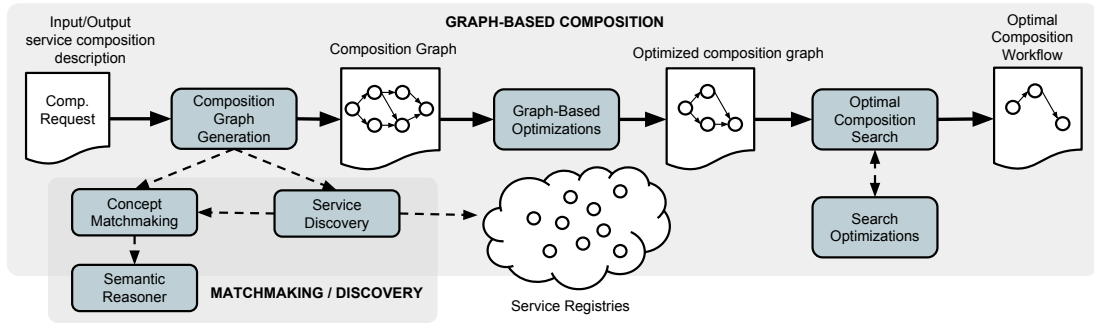 GRAPH-BASED COMPOSITION
Input/Output
service composition
description
Comp.
Request
Composition
Graph
Generation
Composition Graph
Graph-Based
Optimizations
Optimized composition graph
Optimal
Composition
Search
Optimal
Composition
Workflow
Concept
Matchmaking
Service
Discovery
Search
Optimizations
Semantic
Reasoner
MATCHMAKING / DISCOVERY
Service Registries